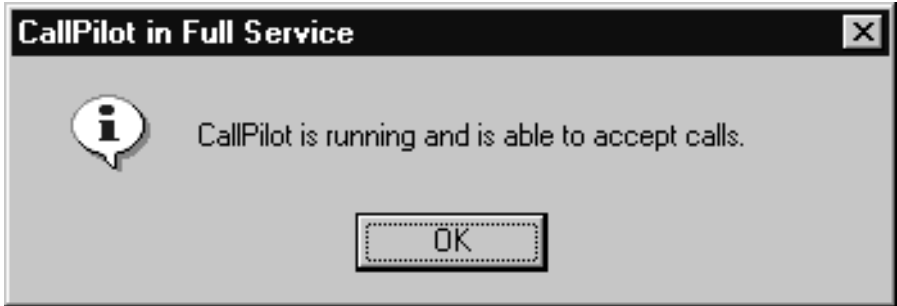 CallPilot in Full Service
CallPilot is running and is able to accept calls.
OK